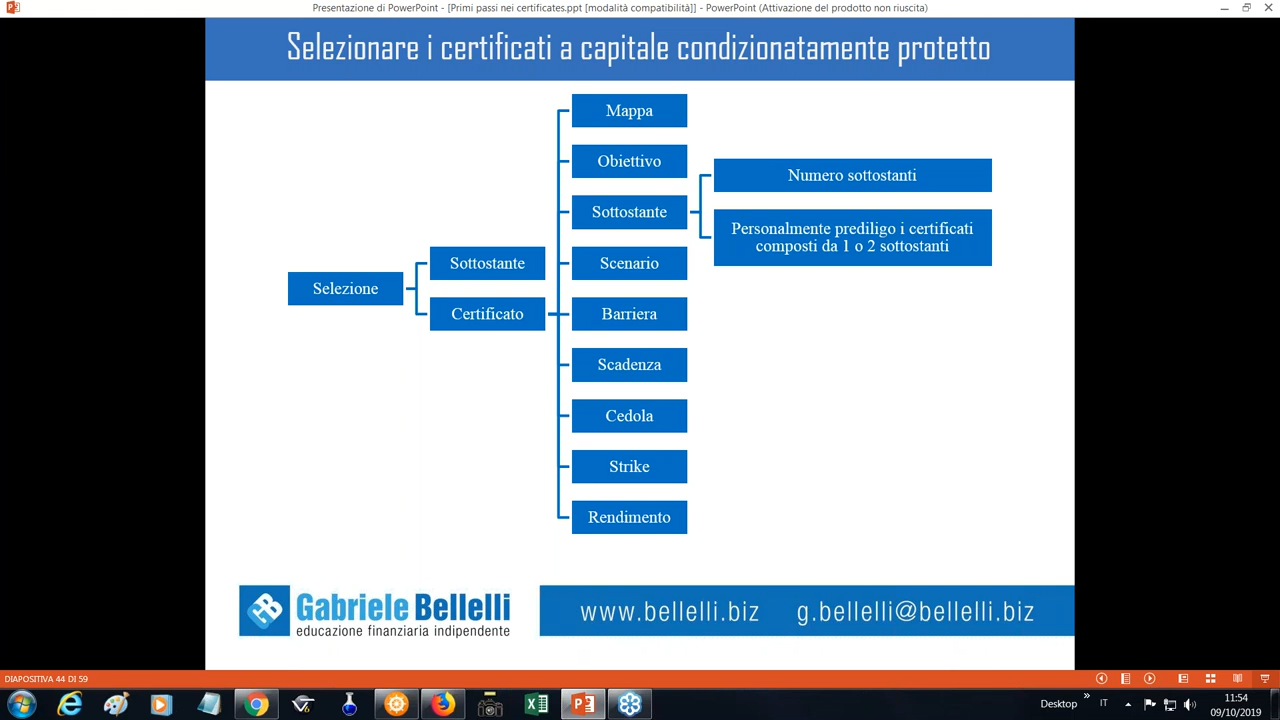 Presentazione di PowerPoint - [Primi passi nei certificates.ppt [modalità compatibilità]] - PowerPoint (Attivazione del prodotto non riuscita)
Selezionare i certificati a capitale condizionatamente protetto
Mappa
Obiettivo
Numero sottostanti
Sottostante
Personalmente prediligo i certificati
composti da 1 o 2 sottostanti
Sottostante
Scenario
Selezione
Certificato
Barriera
Scadenza
Cedola
Strike
Rendimento
Gabriele Bellelli
educazione finanziaria indipendente
www.bellelli.biz g.bellelli@bellelli.biz
DIAPOSITIVA 44 DI 59
Desktop
IT
11:54
09/10/2019